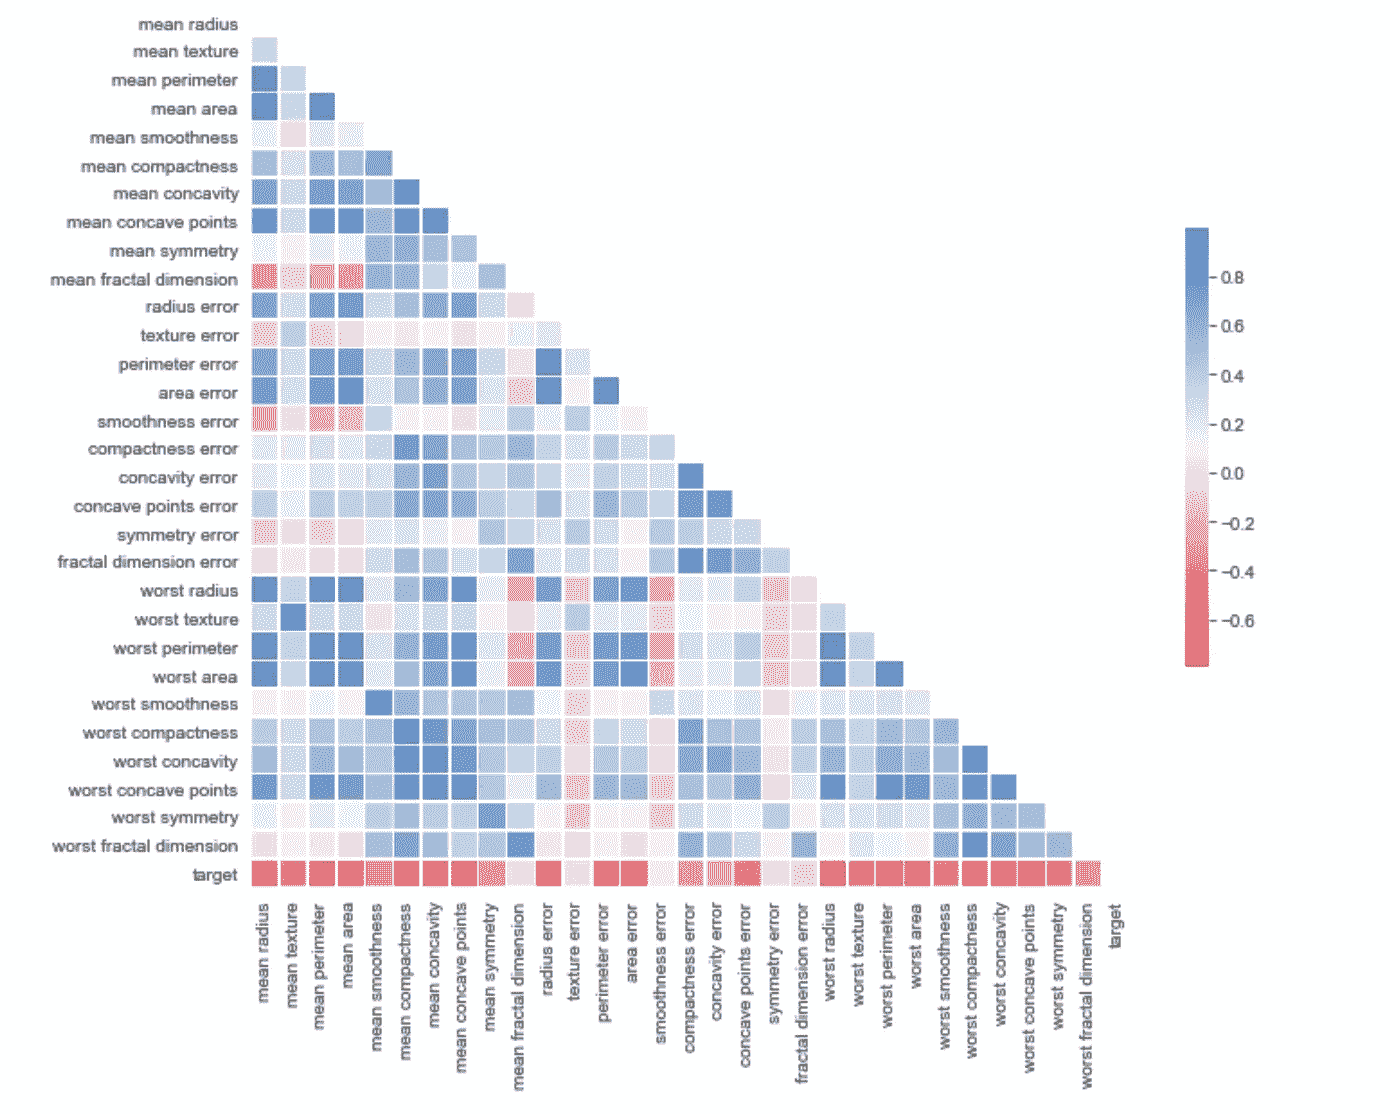 mean radius
mean texture
mean perimeter
mean area
mean smoothness
mean compactness
mean concavity
mean concave points
mean symmetry
mean fractal dimension
radius error
texture error
perimeter error
area error
smoothness error
compactness error
concavity error
concave points error
symmetry error
fractal dimension error
worst radius
worst texture
worst perimeter
worst area
worst smoothness
worst compactness
worst concavity
worst concave points
worst symmetry
worst fractal dimension
target
mean radius
mean texture
mean perimeter
mean area
mean smoothness
mean compactness
mean concavity
mean concave points
mean symmetry
mean fractal dimension
radius error
texture error
perimeter error
area error
smoothness error
compactness error
concavity error
concave points error
symmetry error
fractal dimension error
worst radius
worst texture
worst perimeter
worst area
worst smoothness
worst compactness
worst concavity
worst concave points
worst symmetry
worst fractal dimension
target
0.8
0.6
0.4
0.2
0.0
−0.2
−0.4
−0.6